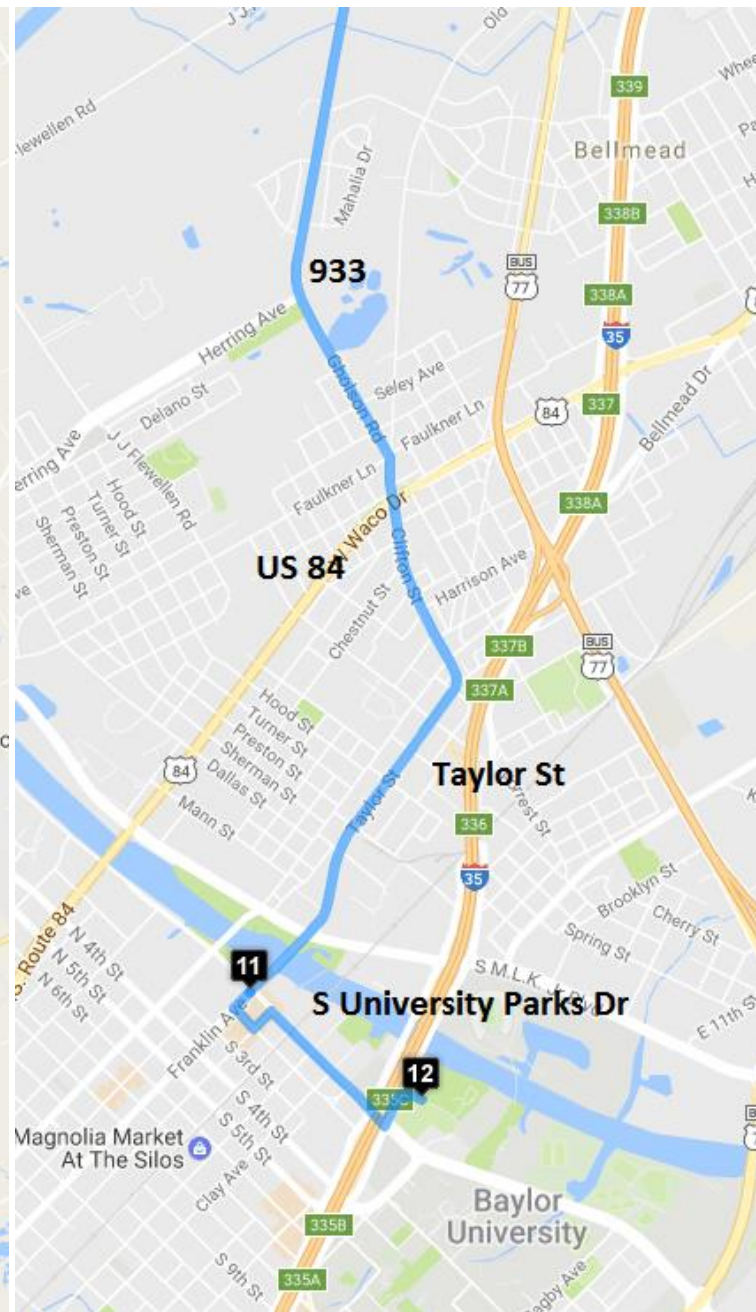 J J
Old
Flewellen Rd
339
Whee
Bellmead
Mahalia Dr
338B
933
BUS
77
338A
35
Herring Ave
Gholson Rd
Seley Ave
Delano St
84
337
Bellmead Dr
Faulkner Ln
erring Ave
J J Flewellen Rd
Faulkner Ln
Hood St
Turner St
Preston St
Sherman St
338A
Waco Dr
US 84
Clifton St
Harrison Ave
Chestnut St
337B
BUS
77
337A
Hood St
Turner St
Preston St
Sherman St
Dallas St
84
Mann St
Taylor St
Taylor St
336
35
Brooklyn St
Cherry St
Spring St
S. Route 84
N 4th St
N 5th St
N 6th St
11
S M.L.K. Jr
S University Parks Dr
E 11th S
Franklin Ave
S 3rd St
12
335C
S 4th St
S 5th St
Magnolia Market
At The Silos
Clay Ave
Baylor
University
335B
S 9th St
335A
agby Ave